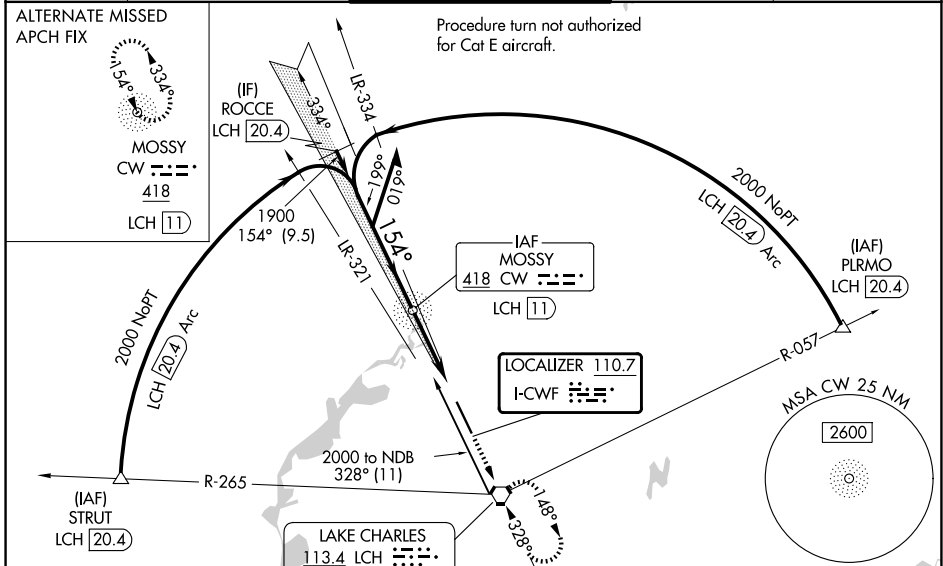 ALTERNATE MISSED
APCH FIX
154°
334°
MOSSY
CW
418
LCH 11
Procedure turn not authorized
for Cat E aircraft.
(IF)
ROCCE
LCH 20.4
334°
LR-334
199°
019°
154°
1900
154° (9.5)
LR-321
2000 NoPT
LCH 20.4 Arc
2000 NoPT
LCH 20.4 Arc
(IAF)
PLRMO
LCH 20.4
IAF
MOSSY
418 CW
LCH 11
R-057
LOCALIZER 110.7
I-CWF
MSA CW 25 NM
2600
2000 to NDB
328° (11)
R-265
(IAF)
STRUT
LCH 20.4
148°
328°
LAKE CHARLES
113.4 LCH